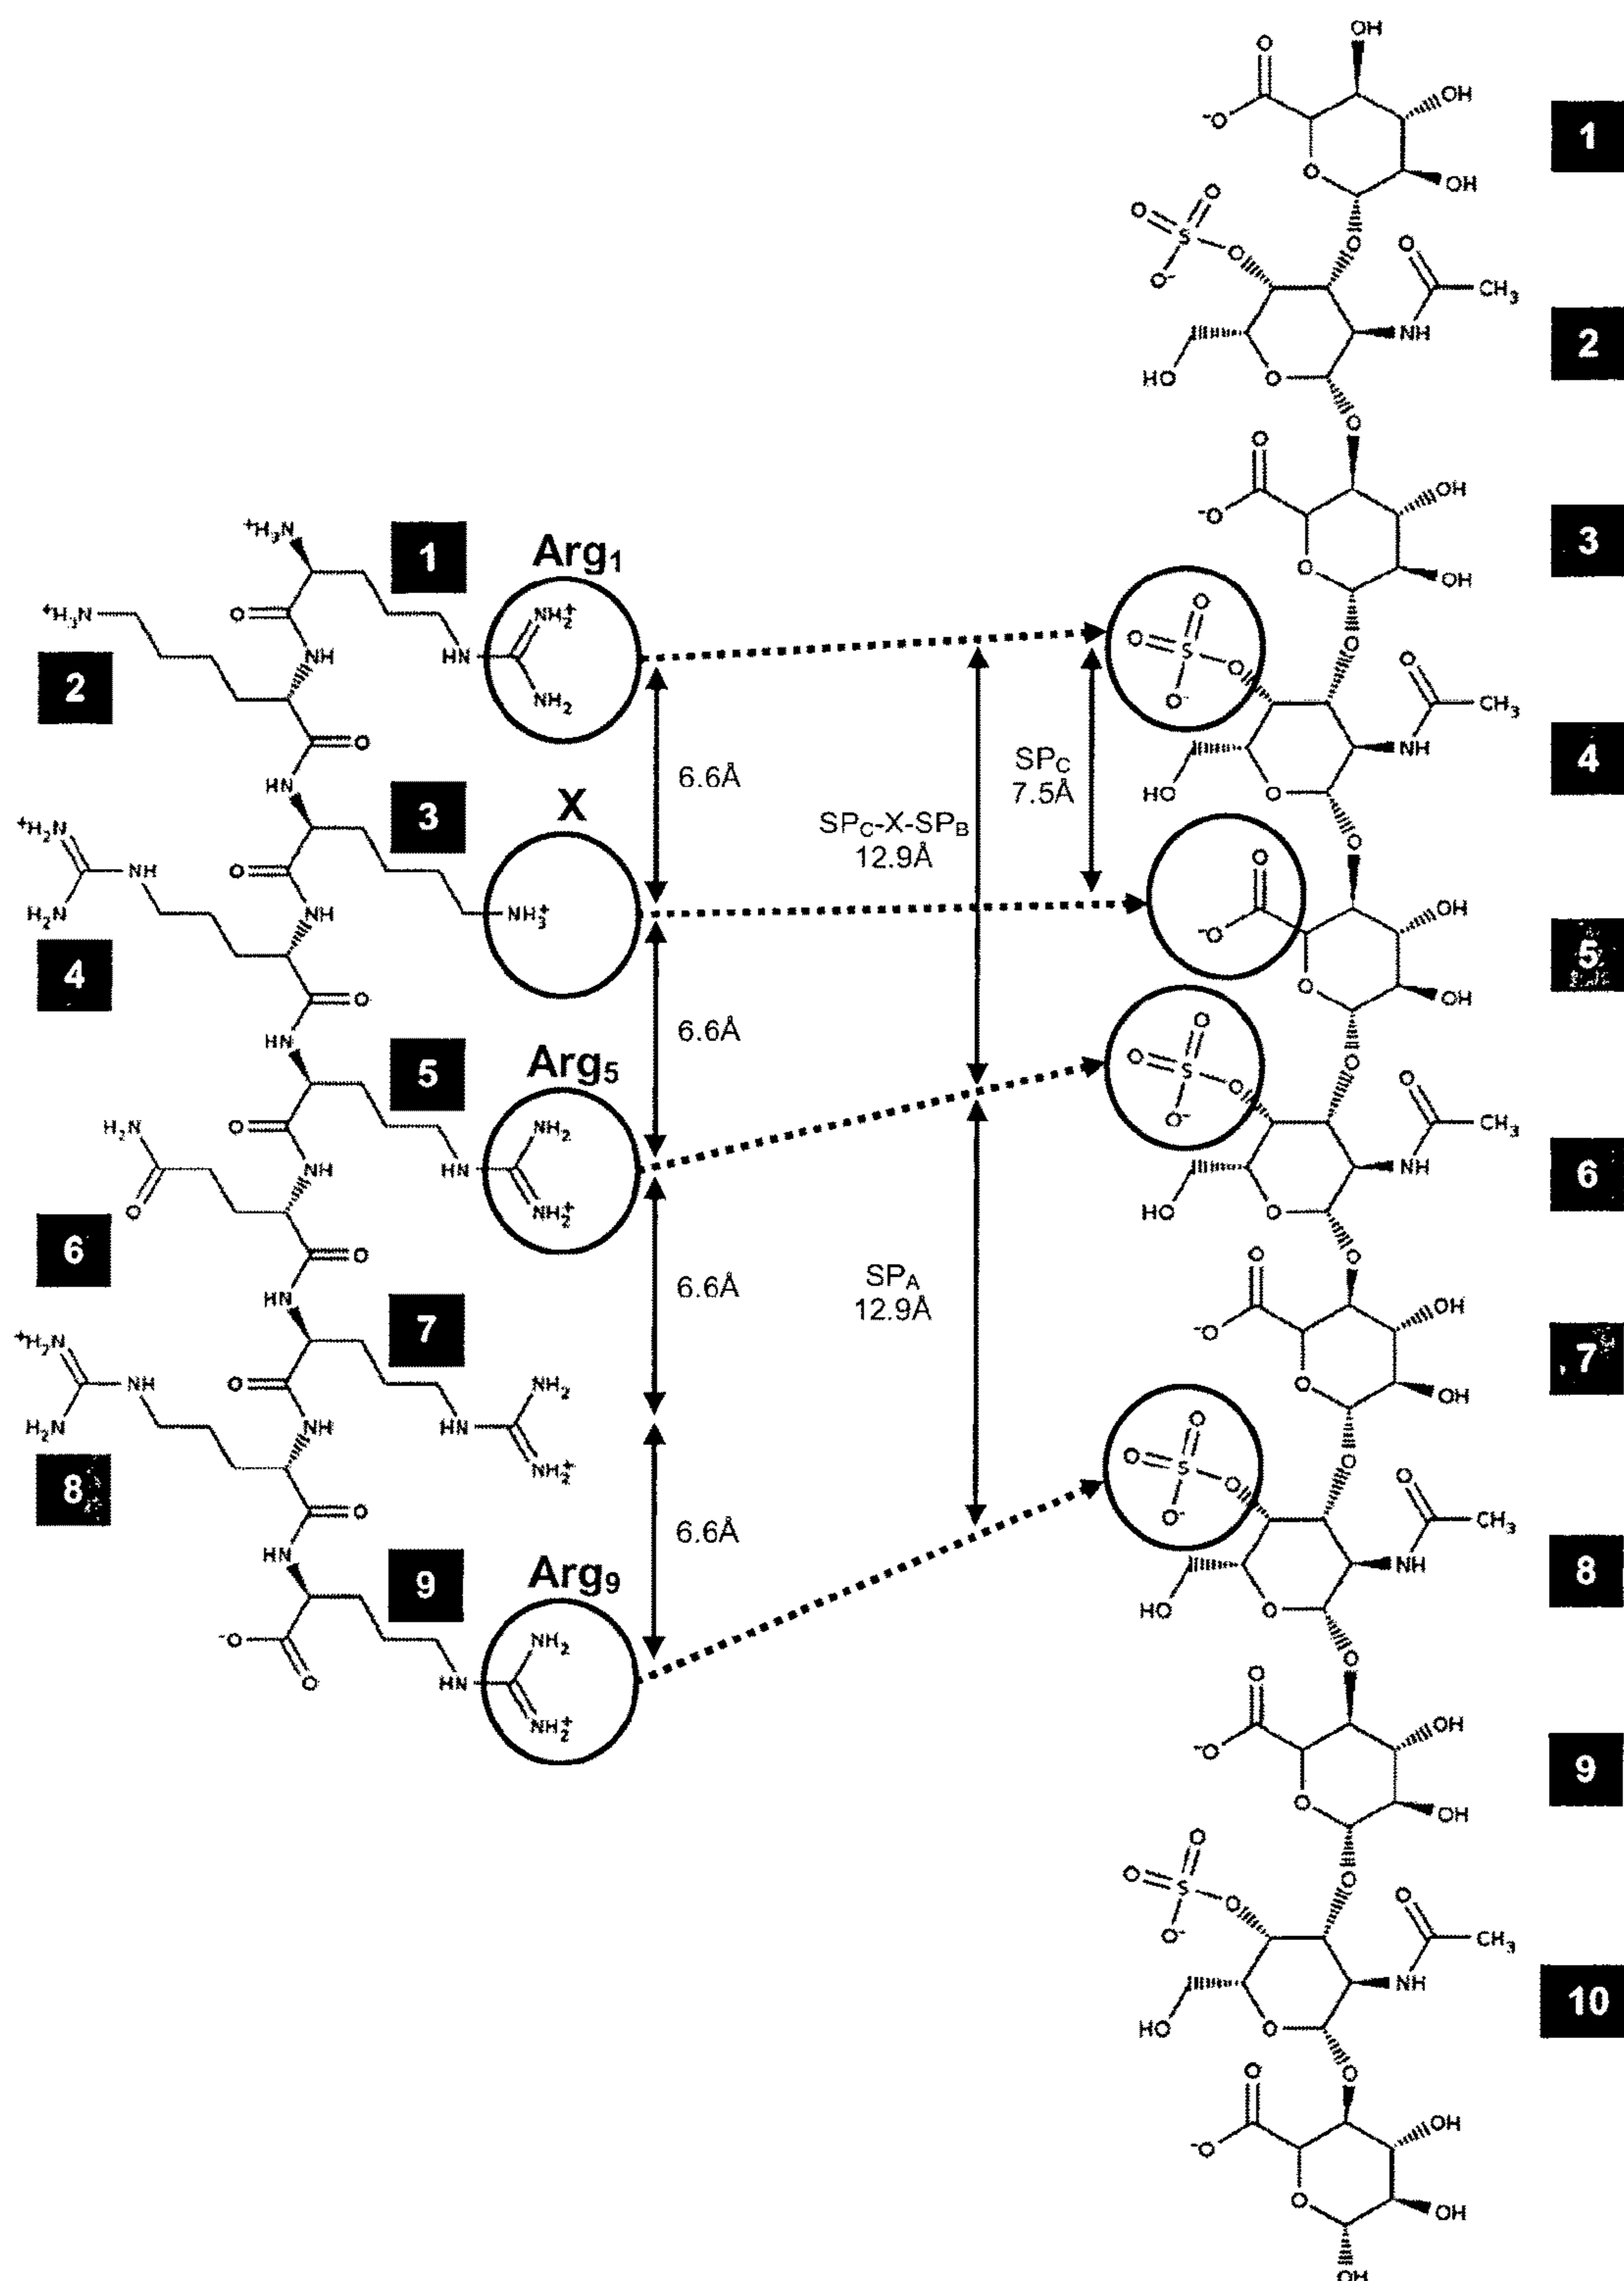 O
OH
⁻O
OH
1
O
OH
O
O
S
O
O⁻
O
O
CH₃
NH
2
HO
O
O
O
⁻O
OH
3
O
OH
⁺H₃N
1
Arg₁
⁺H₃N
O
NH
HN
NH₂⁺
NH₂
2
O
HN
6.6Å
SP_C
7.5Å
O
O
S
O
O⁻
O
O
CH₃
NH
4
HO
O
O
3
X
SP_C-X-SP_B
12.9Å
⁺H₂N
NH
H₂N
O
NH
NH₃⁺
4
O
HN
6.6Å
O
⁻O
OH
5
O
OH
5
Arg₅
O
O
S
O
O⁻
O
O
CH₃
NH
6
HO
O
O
H₂N
O
O
NH
HN
NH₂
NH₂⁺
6
O
HN
6.6Å
SP_A
12.9Å
O
⁻O
OH
7
O
OH
7
⁺H₂N
NH
H₂N
O
NH
HN
NH₂
NH₂⁺
8
O
HN
6.6Å
O
O
S
O
O⁻
O
O
CH₃
NH
8
HO
O
O
9
Arg₉
⁻O
O
HN
NH₂
NH₂⁺
O
⁻O
OH
9
O
OH
O
O
S
O
O⁻
O
O
CH₃
NH
10
HO
O
O
O
⁻O
OH
O
OH
OH